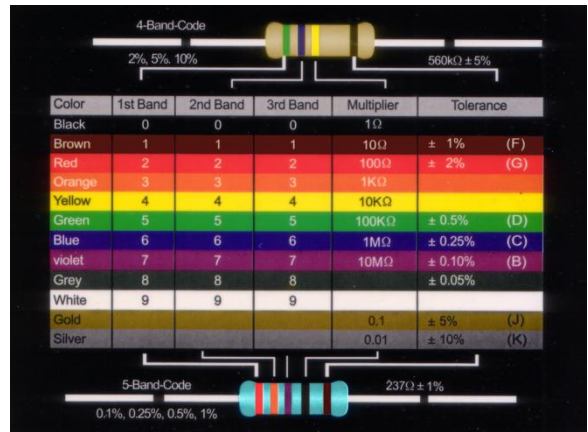 4-Band-Code
2%, 5%. 10%
560kΩ ± 5%
Color 1st Band 2nd Band 3rd Band Multiplier Tolerance
Black 0 0 0 1Ω
Brown 1 1 1 10Ω ± 1% (F)
Red 2 2 2 100Ω ± 2% (G)
Orange 3 3 3 1KΩ
Yellow 4 4 4 10KΩ
Green 5 5 5 100KΩ ± 0.5% (D)
Blue 6 6 6 1MΩ ± 0.25% (C)
violet 7 7 7 10MΩ ± 0.10% (B)
Grey 8 8 8 ± 0.05%
White 9 9 9
Gold 0.1 ± 5% (J)
Silver 0.01 ± 10% (K)
5-Band-Code
237Ω ± 1%
0.1%, 0.25%, 0.5%, 1%